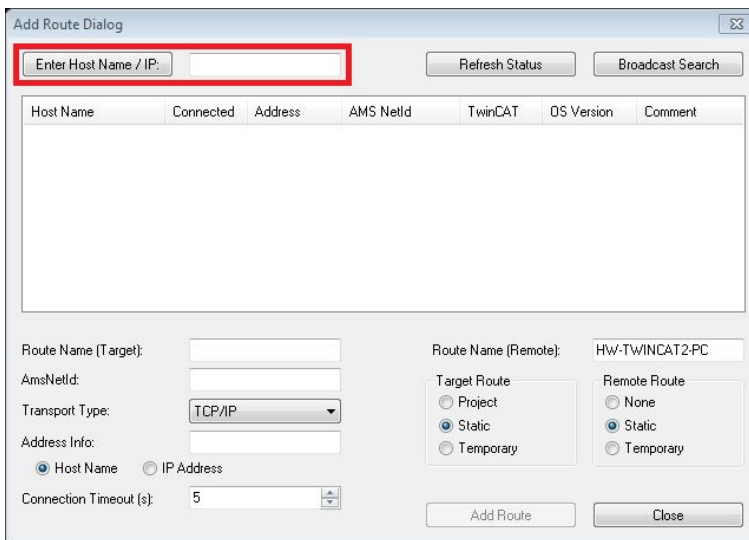 Add Route Dialog
Enter Host Name / IP: Refresh Status Broadcast Search
Host Name Connected Address AMS NetId TwinCAT OS Version Comment
Route Name (Target): Route Name (Remote): HW-TWINCAT2-PC
AmsNetId: Target Route Remote Route
Transport Type: TCP/IP Project None
Address Info: Static Static
Host Name IP Address Temporary Temporary
Connection Timeout (s): 5
Add Route Close